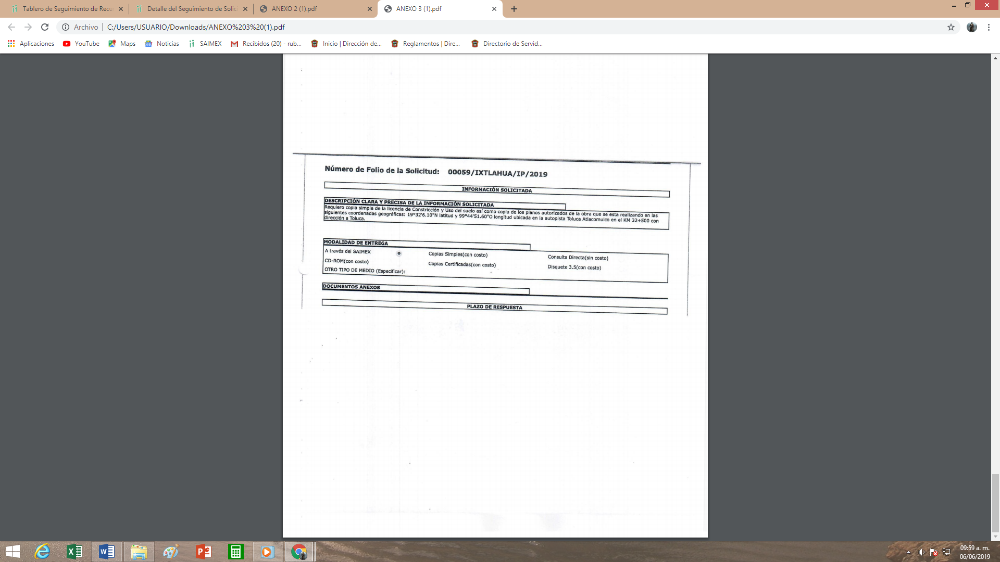 Tablero de Seguimiento de Recu
Detalle del Seguimiento de Solic
ANEXO 2 (1).pdf
ANEXO 3 (1).pdf
Archivo
C:/Users/USUARIO/Downloads/ANEXO%203%20(1).pdf
Aplicaciones
YouTube
Maps
Noticias
SAIMEX
Recibidos (20) - rub...
Inicio | Dirección de...
Reglamentos | Dire...
Directorio de Servid...
Número de Folio de la Solicitud: 00059/IXTLAHUA/IP/2019
INFORMACIÓN SOLICITADA
DESCRIPCIÓN CLARA Y PRECISA DE LA INFORMACIÓN SOLICITADA
Requiero copia simple de la licencia de Constricción y Uso del suelo así como copia de los planos autorizados de la obra que se esta realizando en las
siguientes coordenadas geográficas: 19°32'6.10"N latitud y 99°44'51.60"O longitud ubicada en la autopista Toluca Atlacomulco en el KM 32+500 con
dirección a Toluca.
MODALIDAD DE ENTREGA
A través del SAIMEX
Copias Simples(con costo)
Consulta Directa(sin costo)
CD-ROM(con costo)
Copias Certificadas(con costo)
Disquete 3.5(con costo)
OTRO TIPO DE MEDIO (Especificar):
DOCUMENTOS ANEXOS
PLAZO DE RESPUESTA
09:59 a. m.
06/06/2019